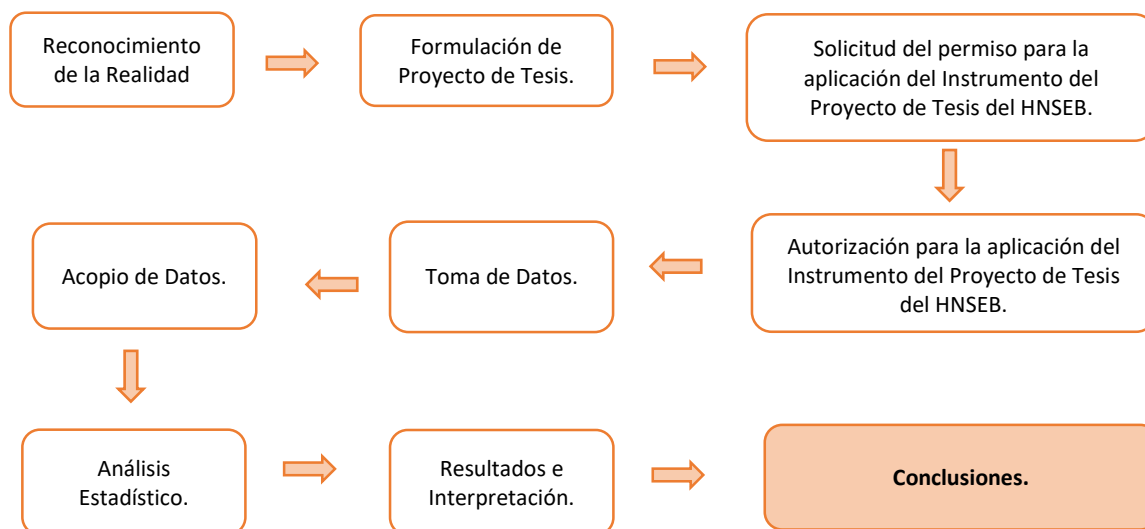 Reconocimiento
de la Realidad
Formulación de
Proyecto de Tesis.
Solicitud del permiso para la
aplicación del Instrumento del
Proyecto de Tesis del HNSEB.
Autorización para la aplicación del
Instrumento del Proyecto de Tesis
del HNSEB.
Toma de Datos.
Acopio de Datos.
Análisis
Estadístico.
Resultados e
Interpretación.
Conclusiones.